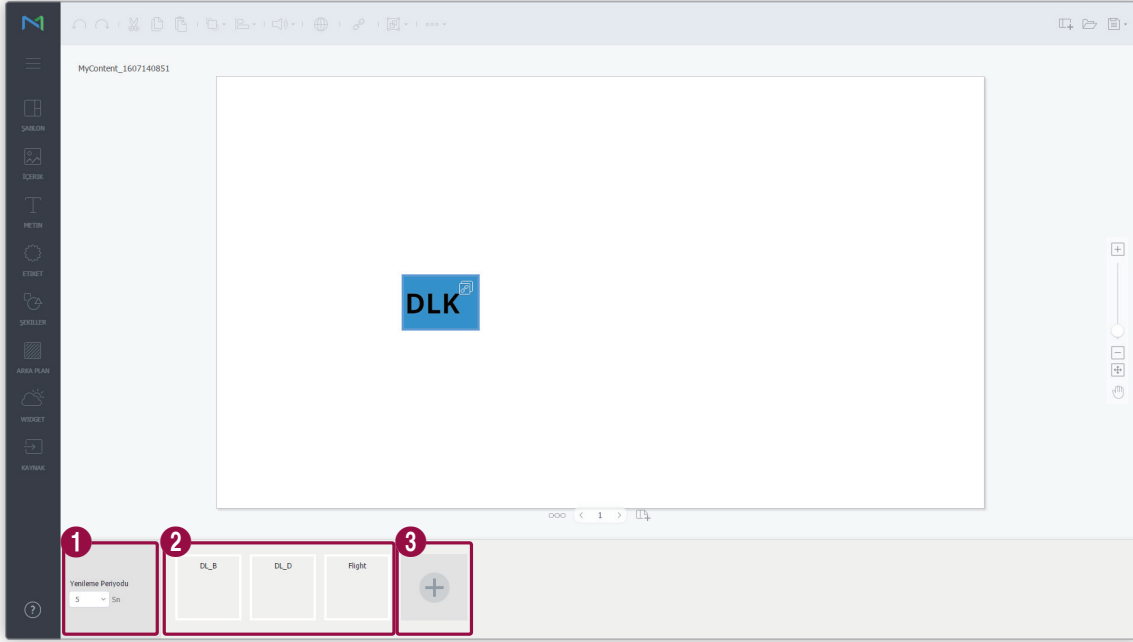 MyContent_1607140851
ŞABLON
İÇERİK
METİN
ETİKET
ŞEKİLLER
ARKA PLAN
WIDGET
KAYNAK
DLK
1
1
2
3
DL_B
DL_D
Flight
Yenileme Periyodu
5 Sn
?